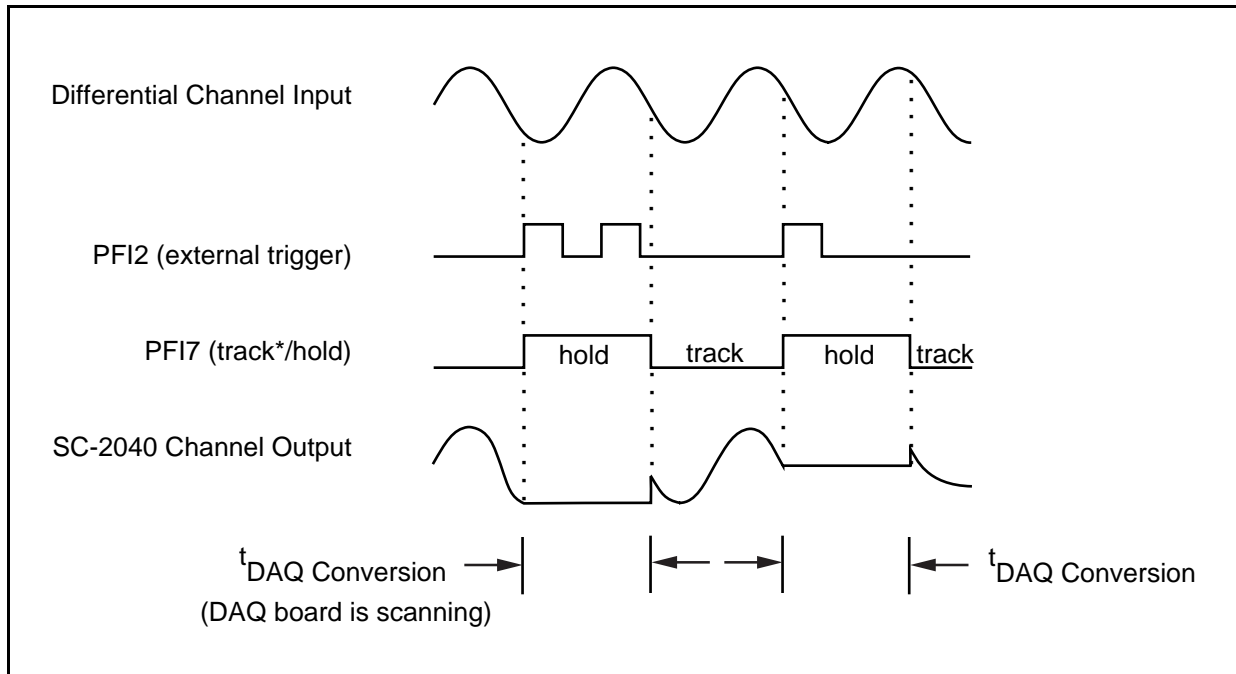 Differential Channel Input
PFI2 (external trigger)
PFI7 (track*/hold)
hold
track
hold
track
SC-2040 Channel Output
tDAQ Conversion
(DAQ board is scanning)
tDAQ Conversion